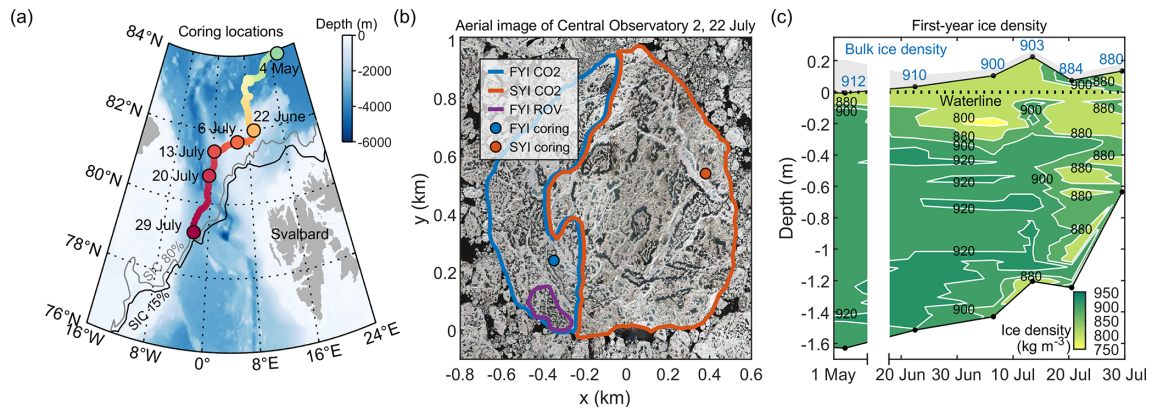 (a)
Coring locations
Depth (m)
0
-2000
-4000
-6000
84°N
82°N
80°N
78°N
76°N
16°W
8°W
0°
8°E
16°E
24°E
4 May
22 June
6 July
13 July
20 July
29 July
Svalbard
SIC 80%
SIC 15%
(b)
Aerial image of Central Observatory 2, 22 July
FYI CO2
SYI CO2
FYI ROV
FYI coring
SYI coring
y (km)
1
0.8
0.6
0.4
0.2
0
-0.8
-0.6
-0.4
-0.2
0
0.2
0.4
0.6
x (km)
(c)
First-year ice density
Bulk ice density
912
910
900
903
884
880
Waterline
880
900
800
880
900
920
920
920
920
920
900
880
900
900
880
880
880
880
880
Depth (m)
0.2
0
-0.2
-0.4
-0.6
-0.8
-1
-1.2
-1.4
-1.6
1 May
20 Jun
30 Jun
10 Jul
20 Jul
30 Jul
Ice density
(kg m-3)
950
900
850
800
750